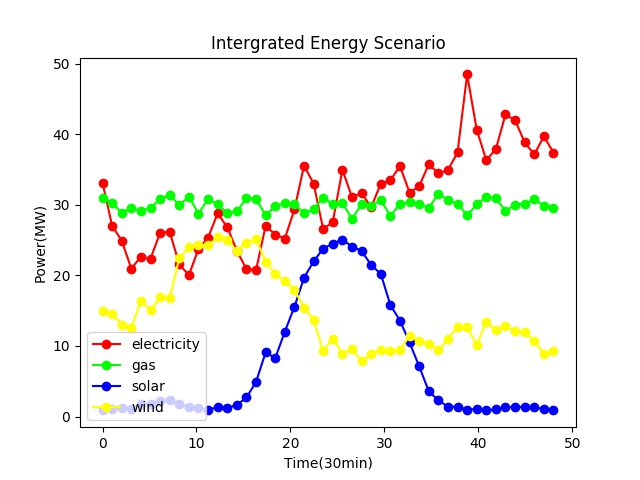 Intergrated Energy Scenario
50
40
30
20
10
0
Power(MW)
electricity
gas
solar
wind
0 10 20 30 40 50
Time(30min)